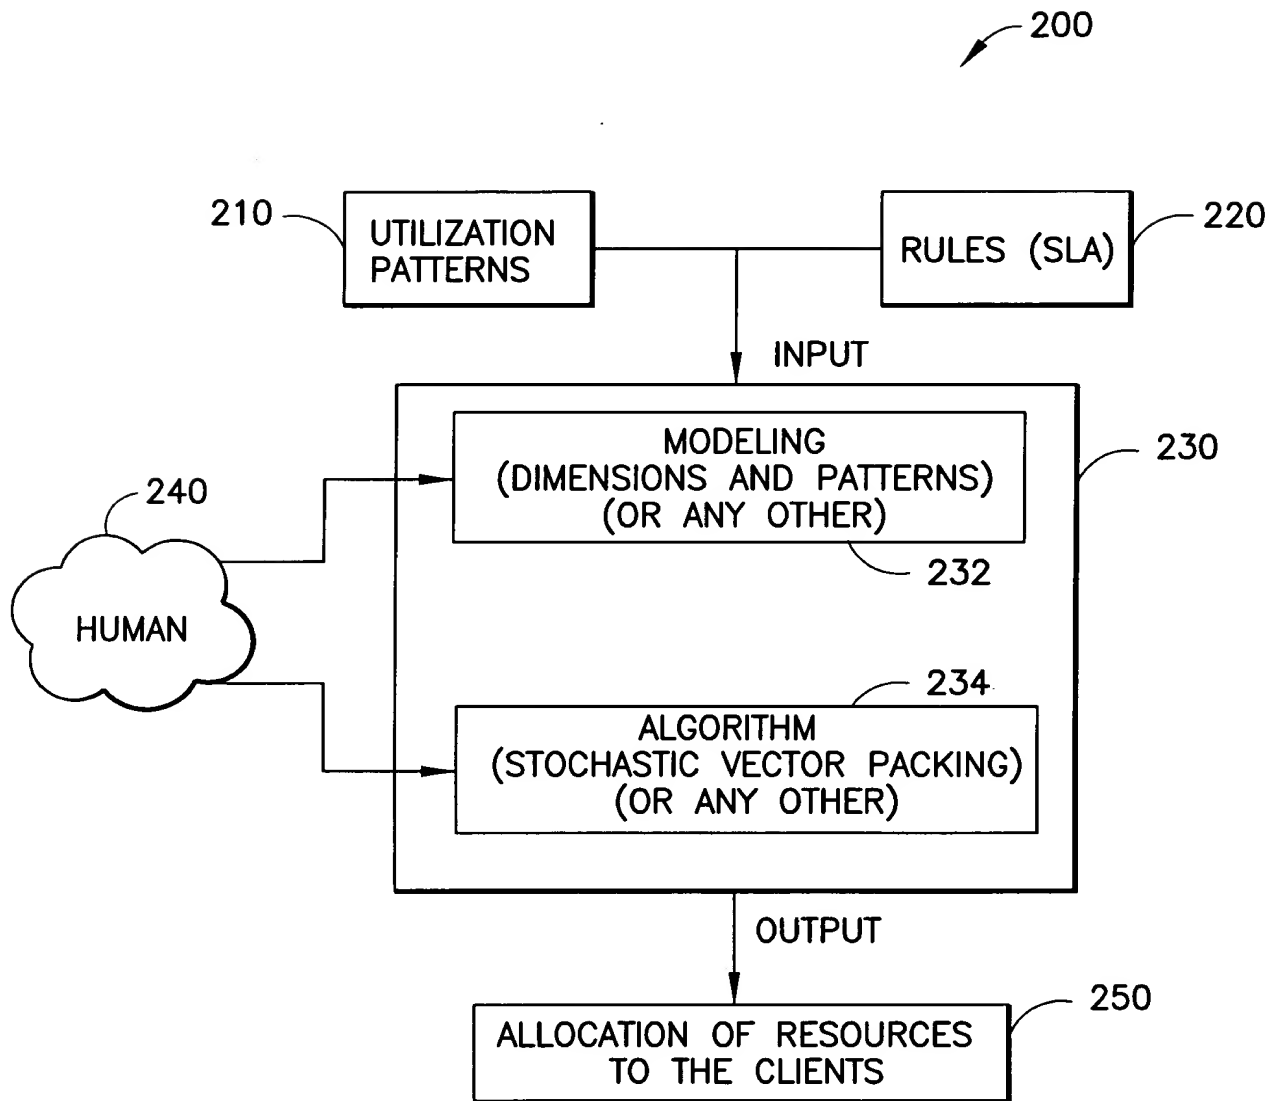 200
210
UTILIZATION
PATTERNS
RULES (SLA)
220
INPUT
MODELING
(DIMENSIONS AND PATTERNS)
(OR ANY OTHER)
230
232
240
HUMAN
234
ALGORITHM
(STOCHASTIC VECTOR PACKING)
(OR ANY OTHER)
OUTPUT
ALLOCATION OF RESOURCES
TO THE CLIENTS
250